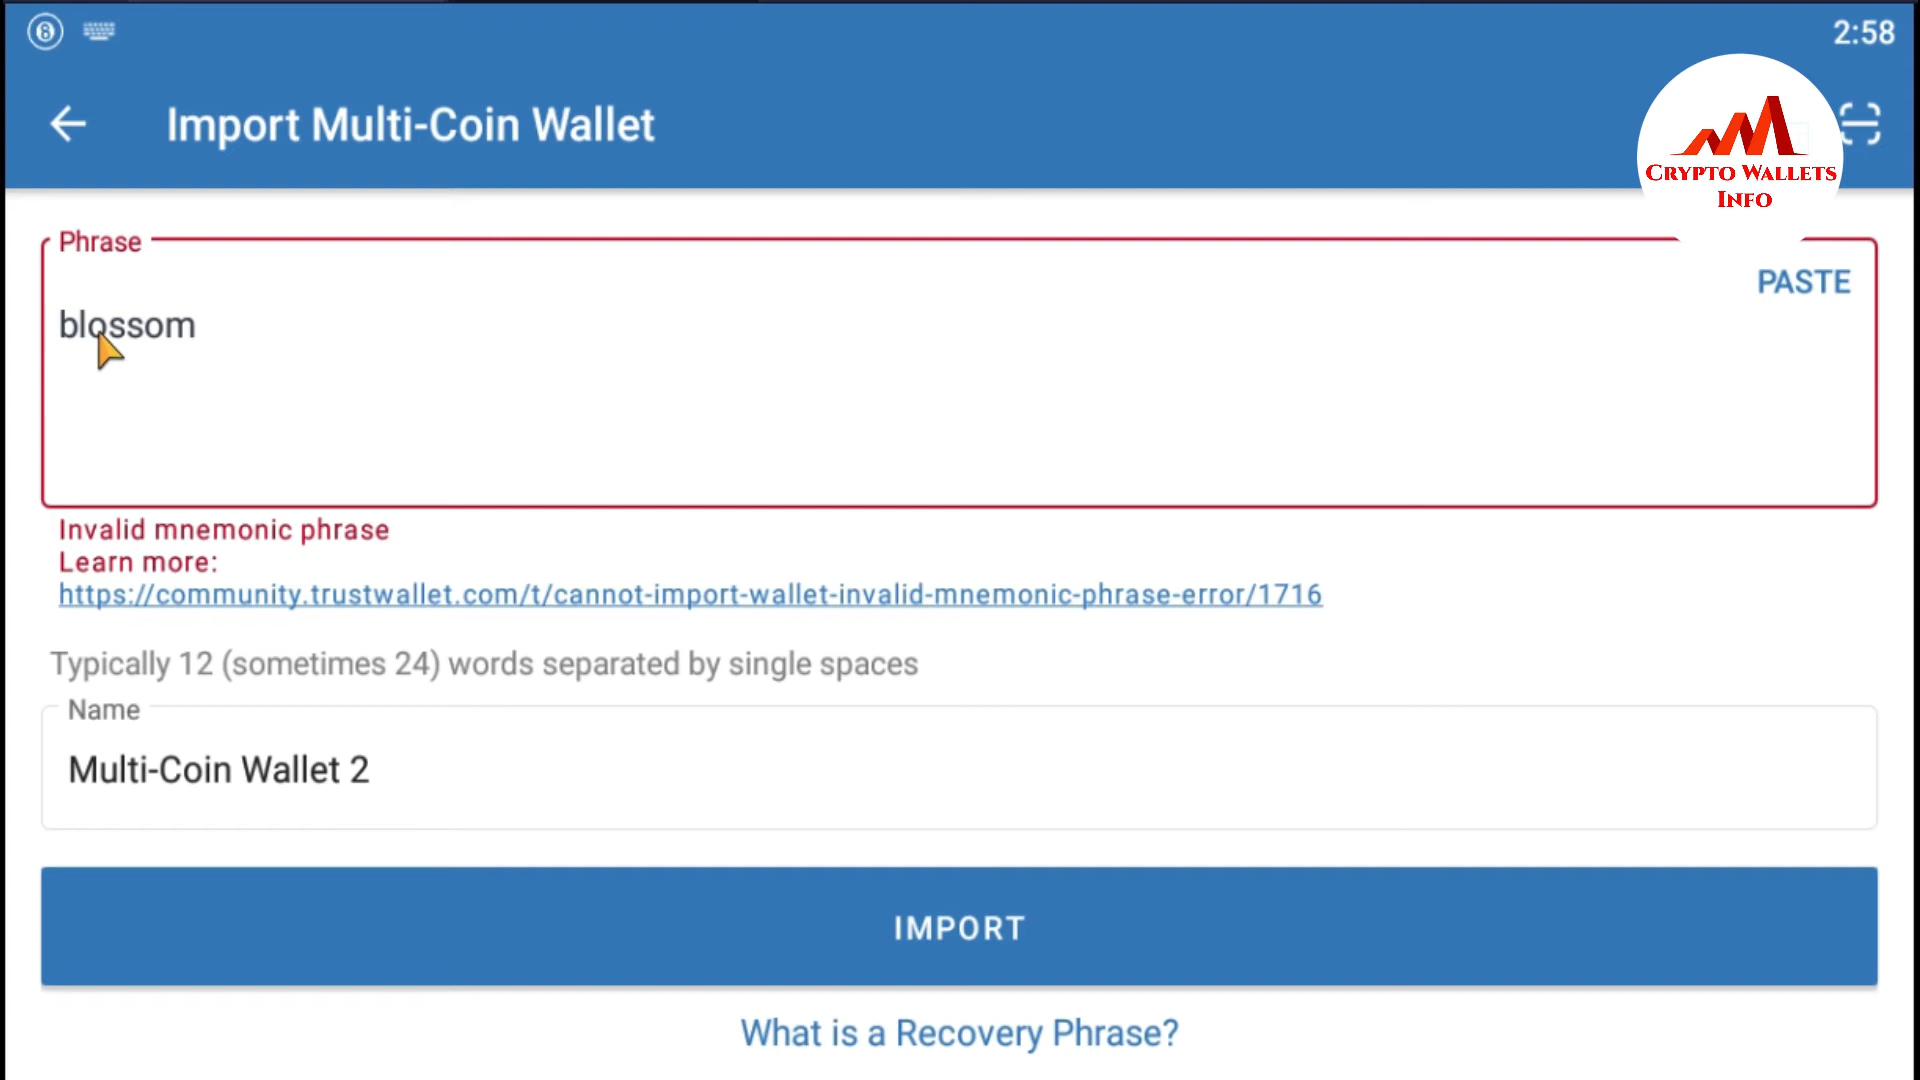 2:58
Import Multi-Coin Wallet
CRYPTO WALLETS
INFO
Phrase
PASTE
blossom
Invalid mnemonic phrase
Learn more:
https://community.trustwallet.com/t/cannot-import-wallet-invalid-mnemonic-phrase-error/1716
Typically 12 (sometimes 24) words separated by single spaces
Name
Multi-Coin Wallet 2
IMPORT
What is a Recovery Phrase?